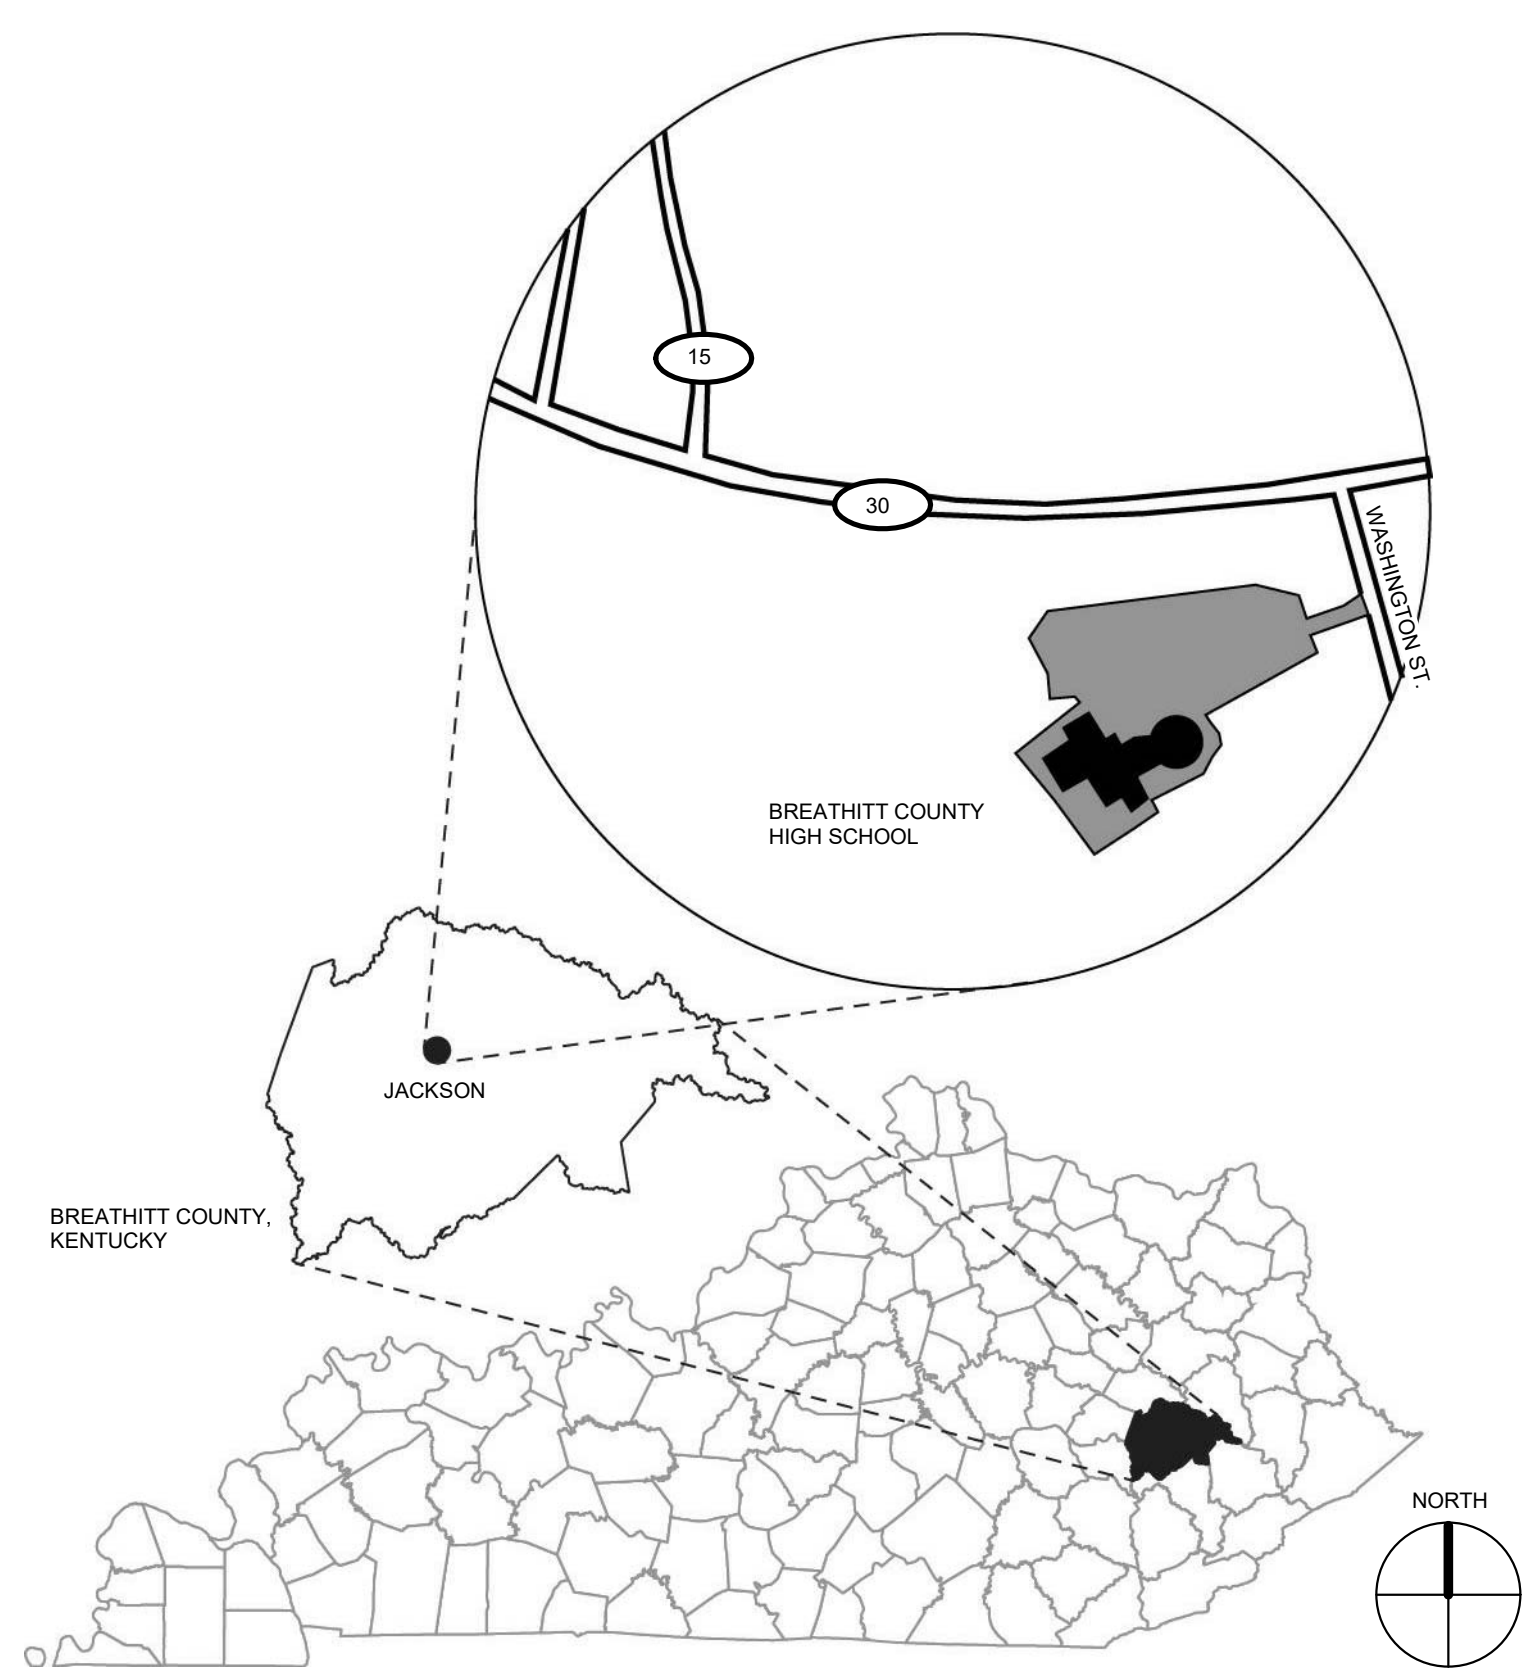 15
30
WASHINGTON ST.
BREATHITT COUNTY
HIGH SCHOOL
JACKSON
BREATHITT COUNTY,
KENTUCKY
NORTH